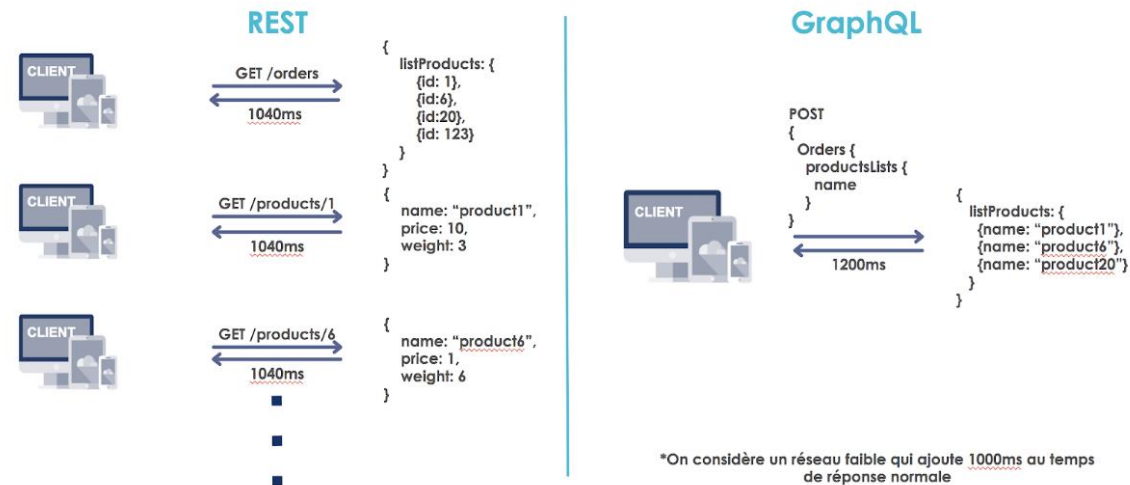 REST
CLIENT
GET /orders
1040ms
{
listProducts: {
{id: 1},
{id:6},
{id:20},
{id: 123}
}
}
CLIENT
GET /products/1
1040ms
{
name: “product1”,
price: 10,
weight: 3
}
CLIENT
GET /products/6
1040ms
{
name: “product6”,
price: 1,
weight: 6
}
GraphQL
CLIENT
POST
{
Orders {
productsLists {
name
}
}
1200ms
{
listProducts: {
{name: “product1”},
{name: “product6”},
{name: “product20”}
}
}
*On considère un réseau faible qui ajoute 1000ms au temps
de réponse normale